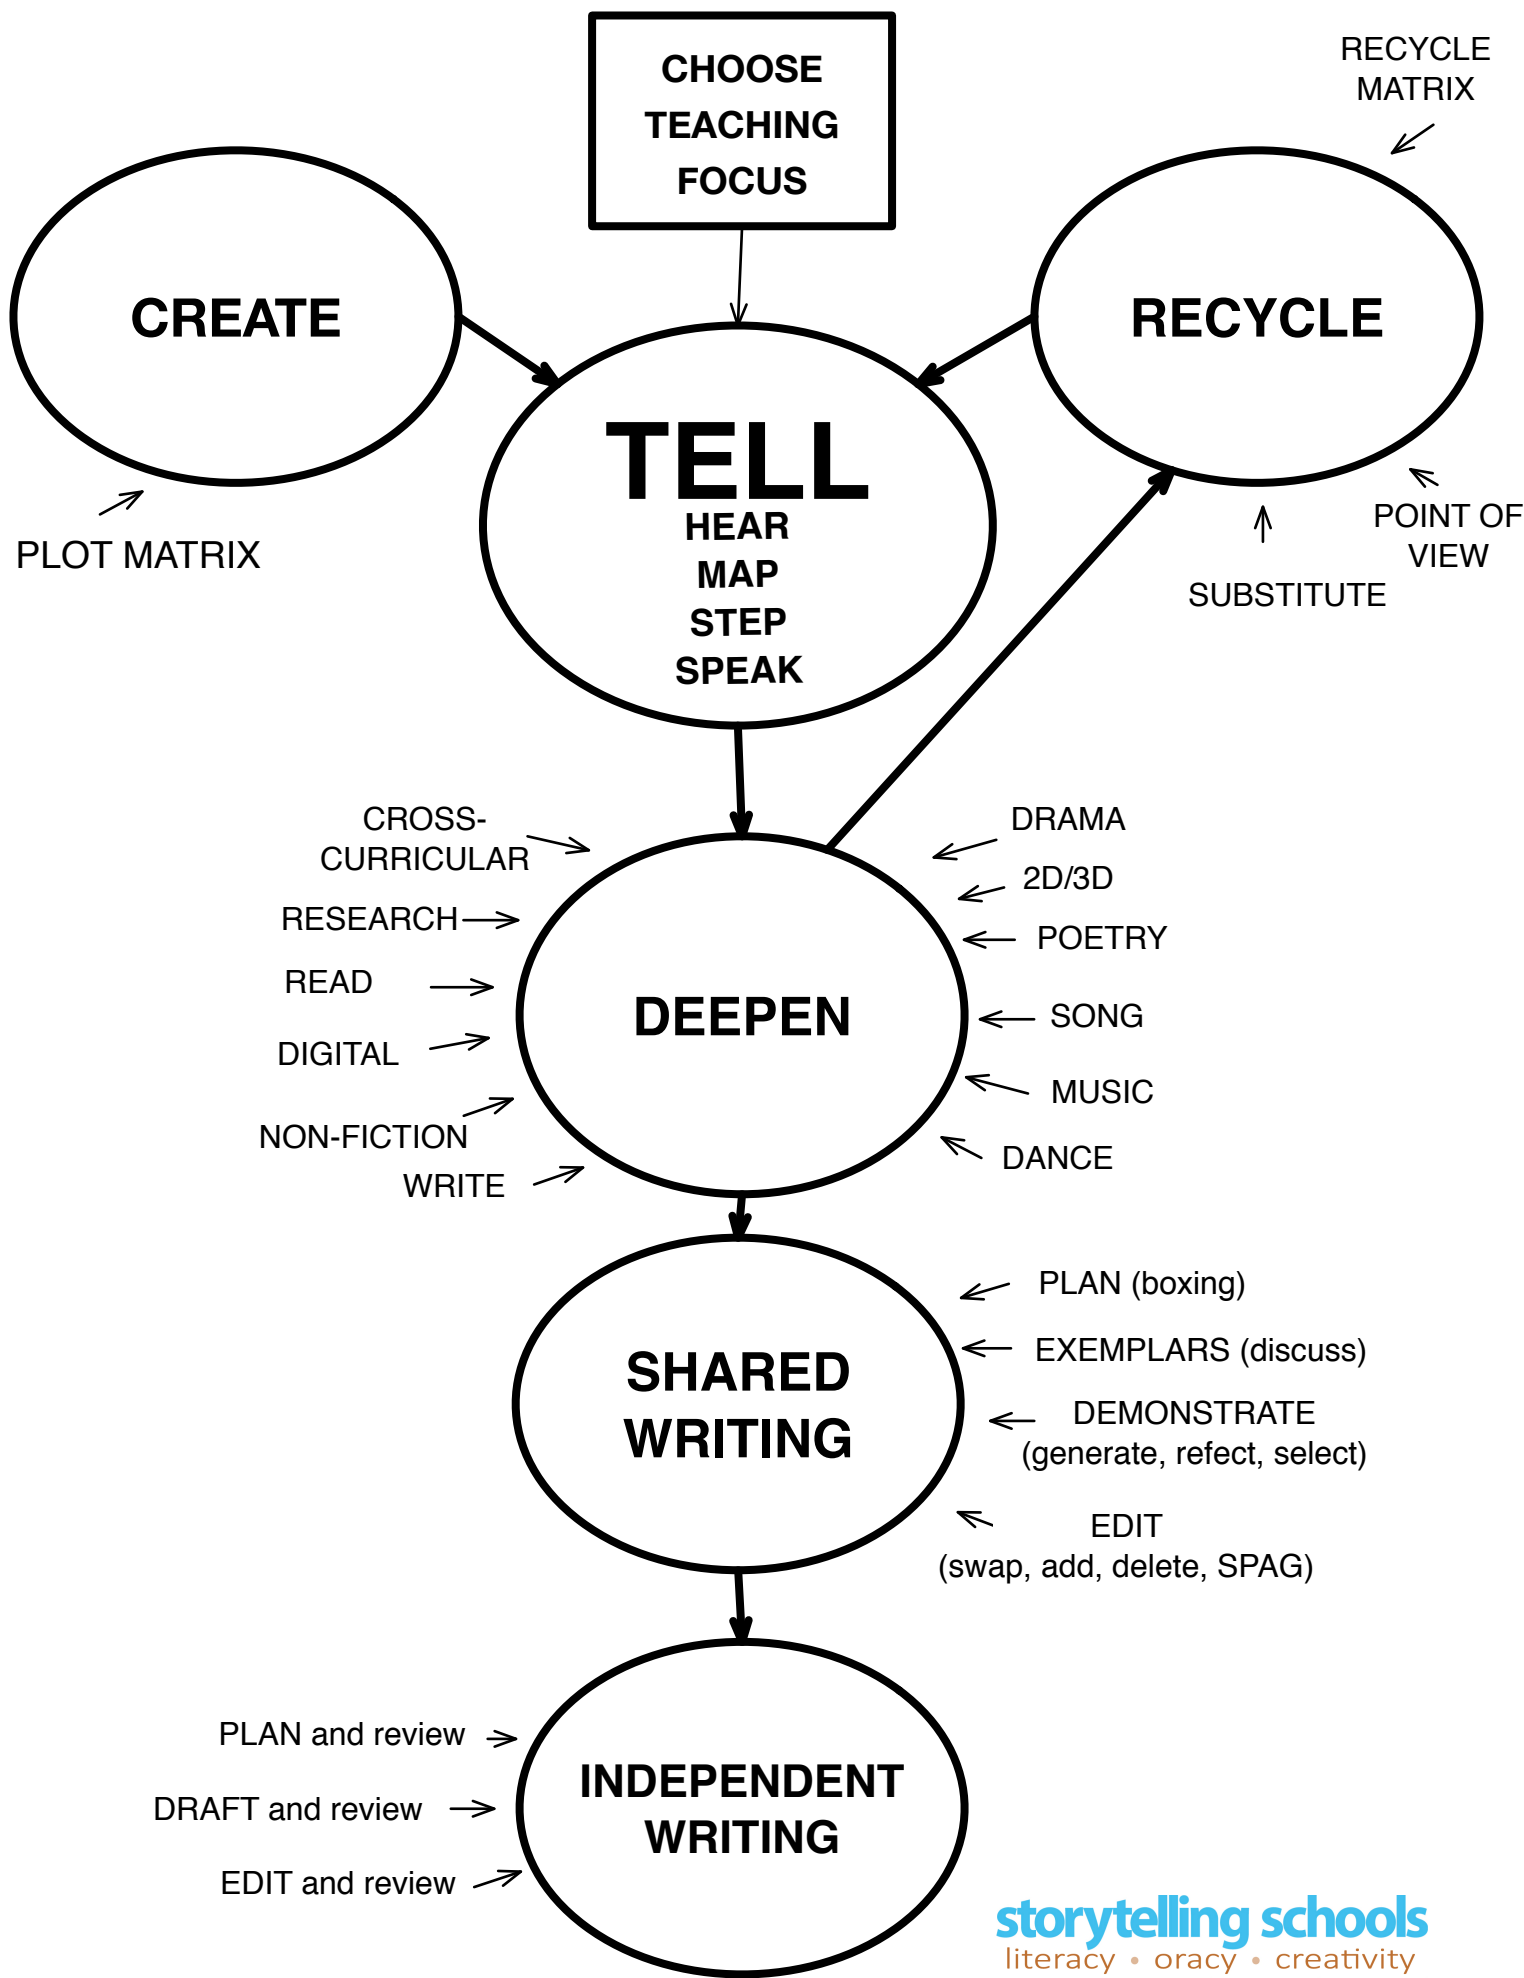 CHOOSE
TEACHING
FOCUS
RECYCLE
MATRIX
CREATE
RECYCLE
TELL
HEAR
MAP
STEP
SPEAK
PLOT MATRIX
POINT OF
VIEW
SUBSTITUTE
CROSS-
CURRICULAR
RESEARCH
READ
DIGITAL
NON-FICTION
WRITE
DEEPEN
DRAMA
2D/3D
POETRY
SONG
MUSIC
DANCE
SHARED
WRITING
PLAN (boxing)
EXEMPLARS (discuss)
DEMONSTRATE
(generate, refect, select)
EDIT
(swap, add, delete, SPAG)
PLAN and review
DRAFT and review
EDIT and review
INDEPENDENT
WRITING
storytelling schools
literacy • oracy • creativity